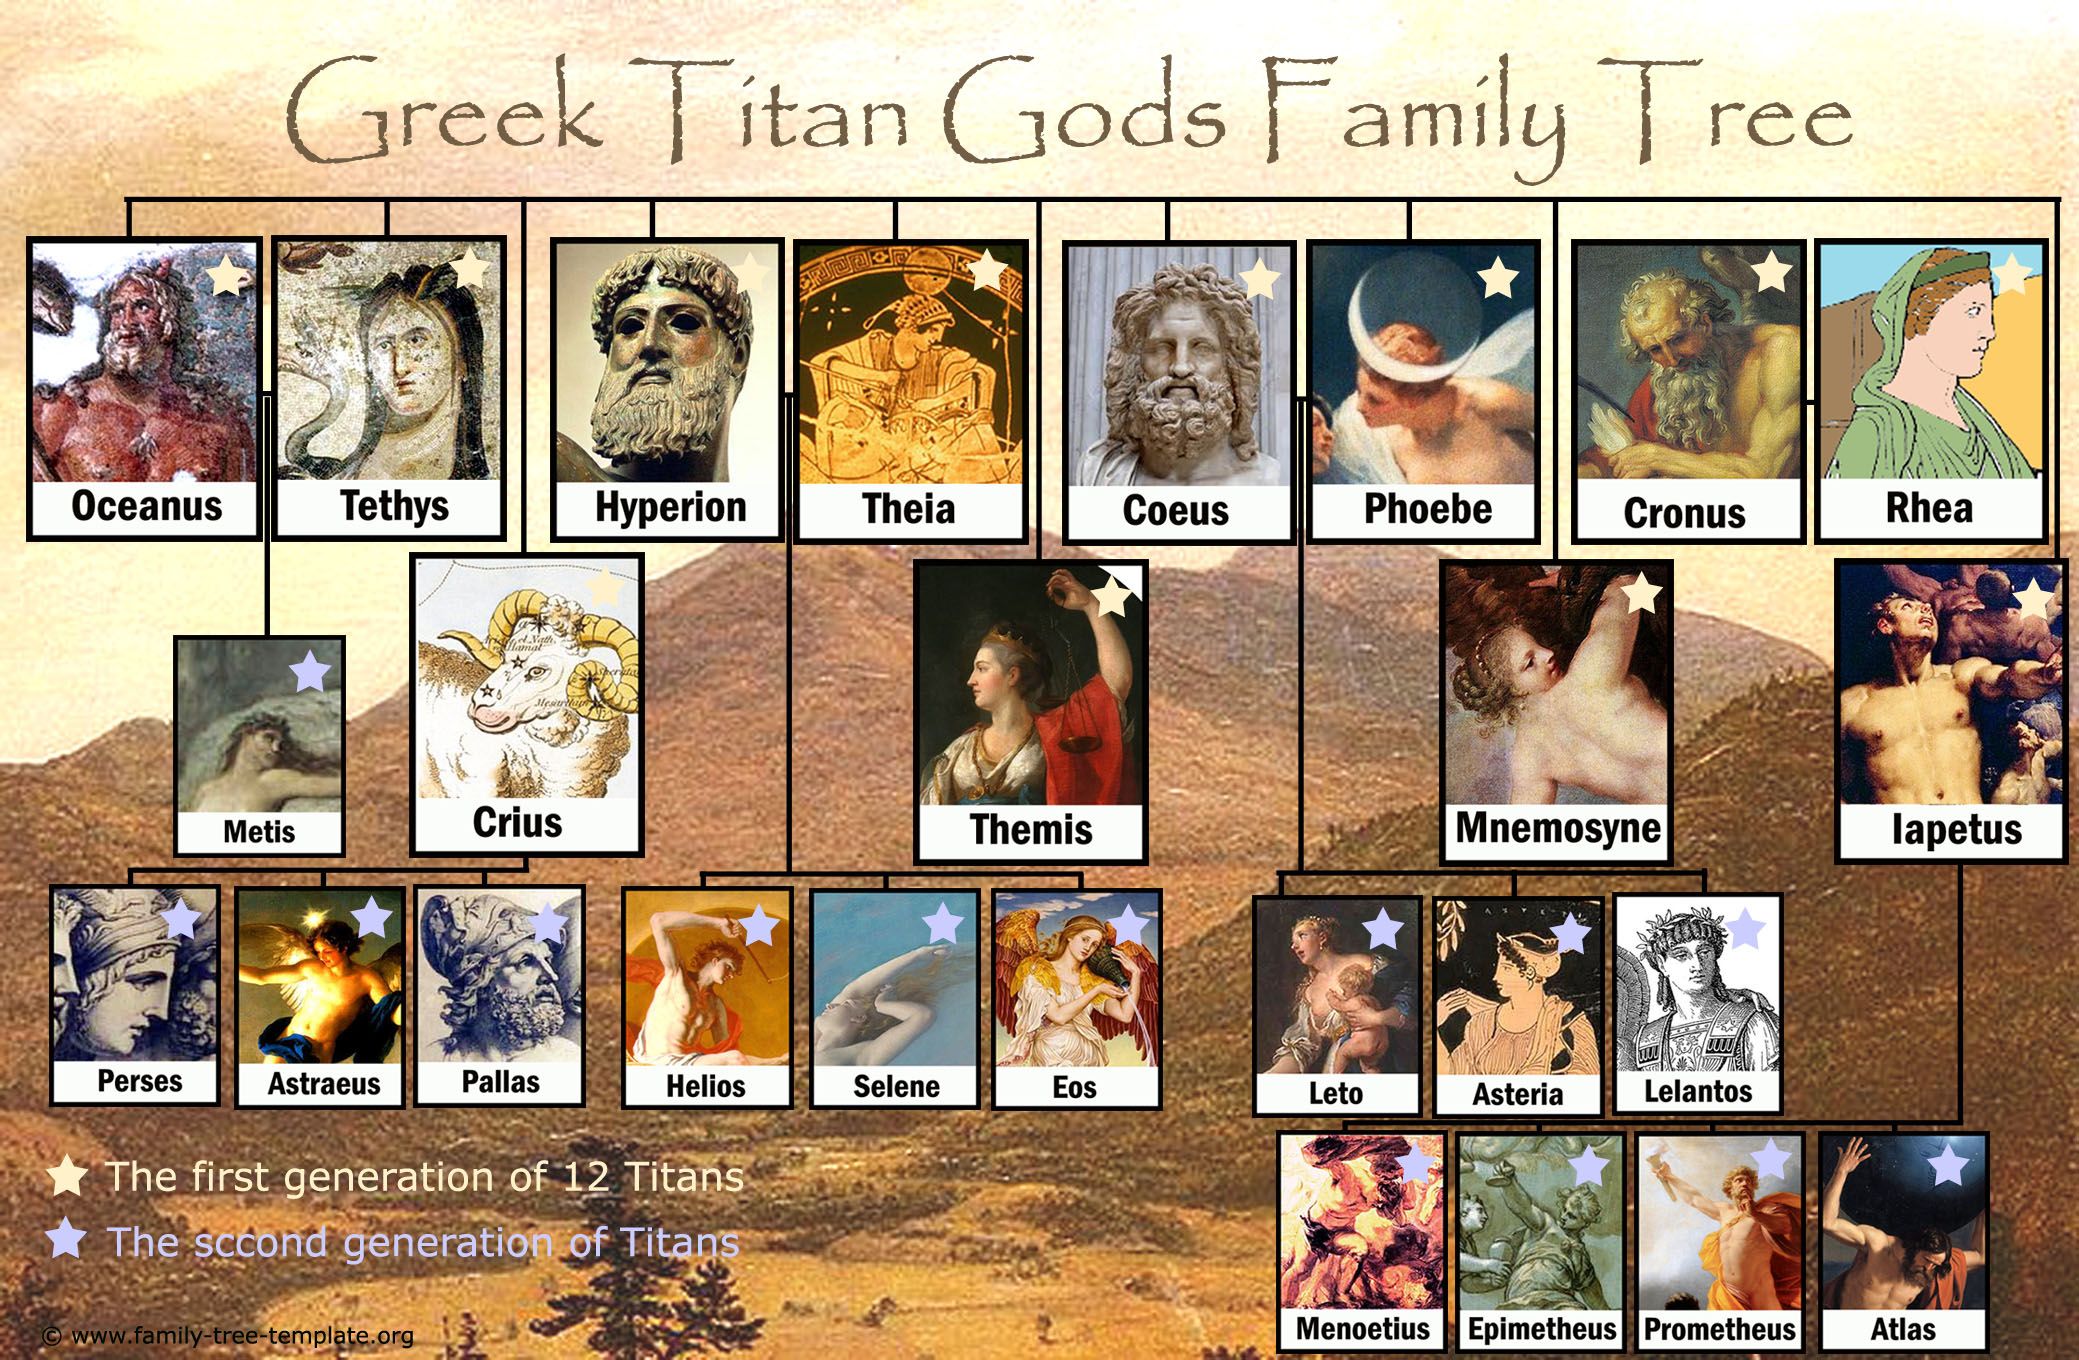 Greek Titan Gods Family Tree
Oceanus
Tethys
Hyperion
Theia
Coeus
Phoebe
Cronus
Rhea
Metis
Crius
Themis
Mnemosyne
Iapetus
Perses
Astraeus
Pallas
Helios
Selene
Eos
Leto
Asteria
Lelantos
Menoetius
Epimetheus
Prometheus
Atlas
The first generation of 12 Titans
The sccond generation of Titans
© www.family-tree-template.org